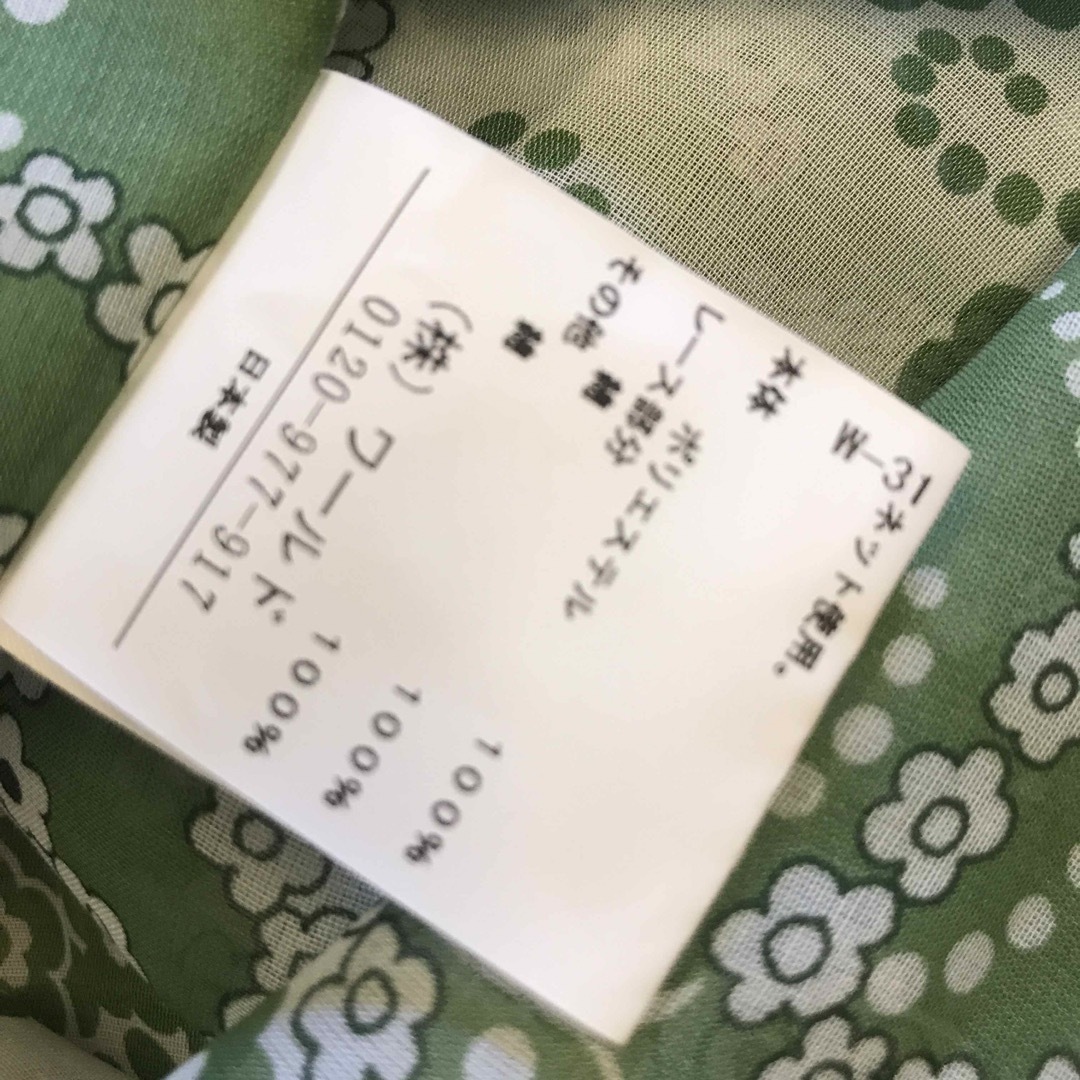 ネット使用。
本体
ポリエステル 100%
レース部分
綿 100%
その他
綿 100%
(株) ワールド
0120-977-917
日本製